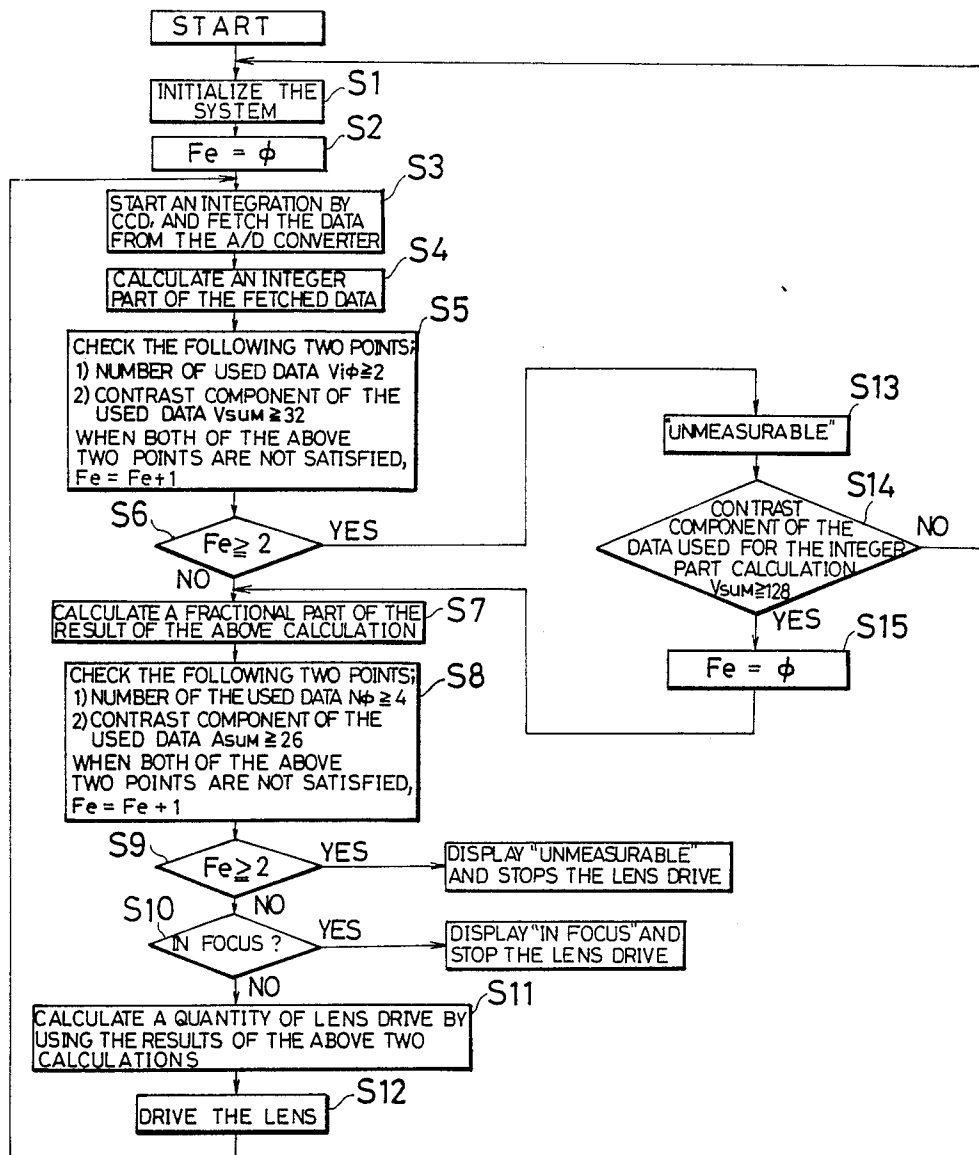 START
S1
INITIALIZE THE
SYSTEM
S2
Fe = ϕ
S3
START AN INTEGRATION BY
CCD, AND FETCH THE DATA
FROM THE A/D CONVERTER
S4
CALCULATE AN INTEGER
PART OF THE FETCHED DATA
S5
CHECK THE FOLLOWING TWO POINTS;
1) NUMBER OF USED DATA Viϕ≧2
2) CONTRAST COMPONENT OF THE
USED DATA VSUM≧32
WHEN BOTH OF THE ABOVE
TWO POINTS ARE NOT SATISFIED,
Fe = Fe+1
S6
Fe≧2
YES
NO
S7
CALCULATE A FRACTIONAL PART OF THE
RESULT OF THE ABOVE CALCULATION
S8
CHECK THE FOLLOWING TWO POINTS;
1) NUMBER OF THE USED DATA Nϕ≧4
2) CONTRAST COMPONENT OF THE
USED DATA ASUM≧26
WHEN BOTH OF THE ABOVE
TWO POINTS ARE NOT SATISFIED,
Fe = Fe + 1
S9
Fe≧2
YES
NO
DISPLAY "UNMEASURABLE"
AND STOPS THE LENS DRIVE
S10
IN FOCUS ?
YES
NO
DISPLAY "IN FOCUS" AND
STOP THE LENS DRIVE
S11
CALCULATE A QUANTITY OF LENS DRIVE BY
USING THE RESULTS OF THE ABOVE TWO
CALCULATIONS
S12
DRIVE THE LENS
S13
"UNMEASURABLE"
S14
CONTRAST
COMPONENT OF THE
DATA USED FOR THE INTEGER
PART CALCULATION
VSUM≧128
NO
YES
S15
Fe = ϕ